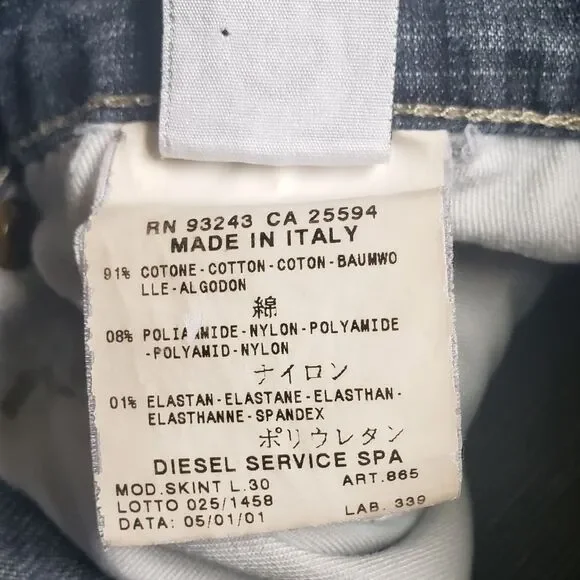 RN 93243 CA 25594
MADE IN ITALY
91% COTONE-COTTON-COTON-BAUMWO
LLE-ALGODON
綿
08% POLIAMMIDE-NYLON-POLYAMIDE
-POLYAMID-NYLON
ナイロン
01% ELASTAN-ELASTANE-ELASTHAN-
ELASTHANNE-SPANDEX
ポリウレタン
DIESEL SERVICE SPA
MOD.SKINT L.30 ART.865
LOTTO 025/1458
DATA: 05/01/01 LAB. 339